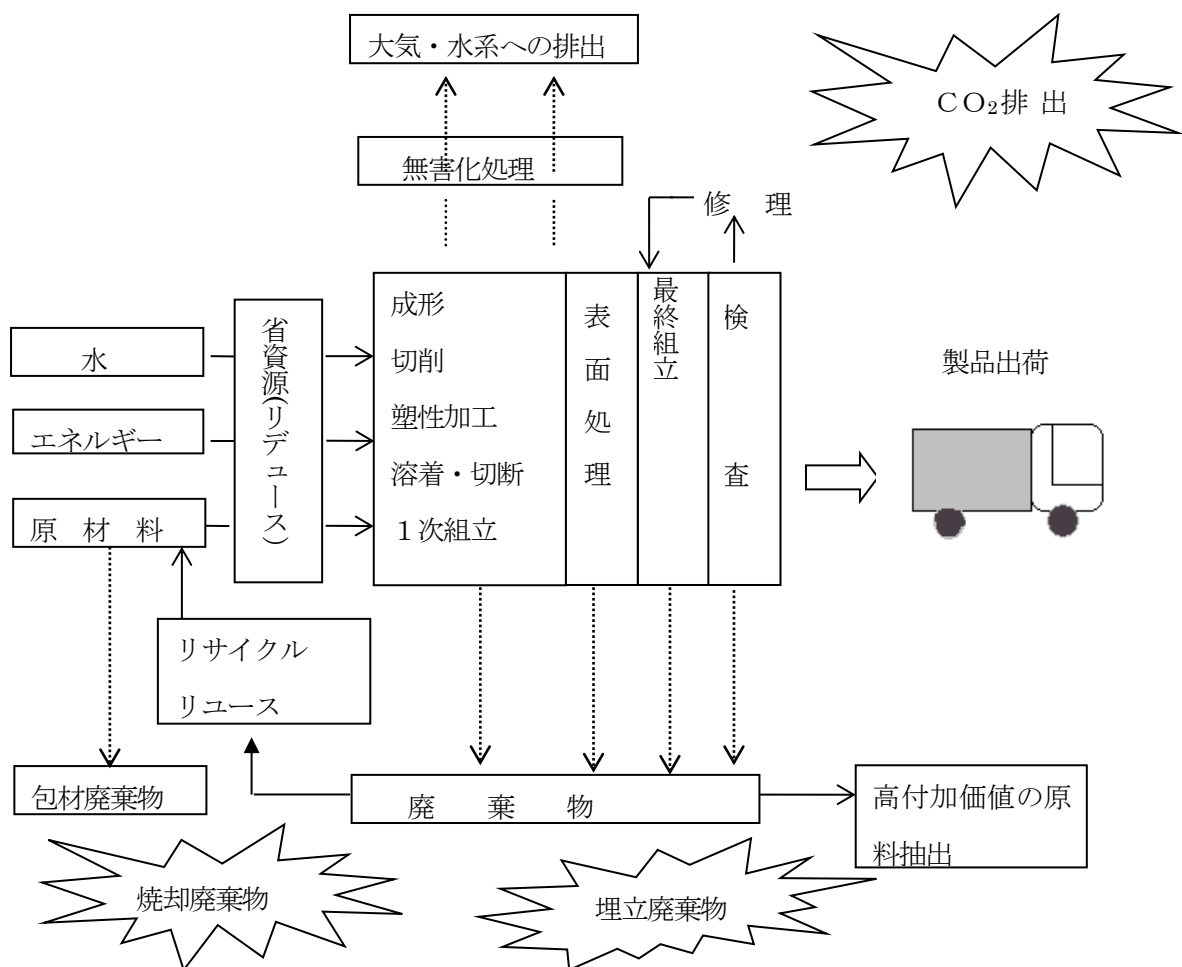 大気・水系への排出
CO₂排 出
無害化処理
修 理
成形
切削
塑性加工
溶着・切断
1次組立
表面処理
最終組立
検査
省資源(リデュース)
水
エネルギー
原 材 料
製品出荷
リサイクル
リユース
包材廃棄物
廃 棄 物
高付加価値の原
料抽出
焼却廃棄物
埋立廃棄物